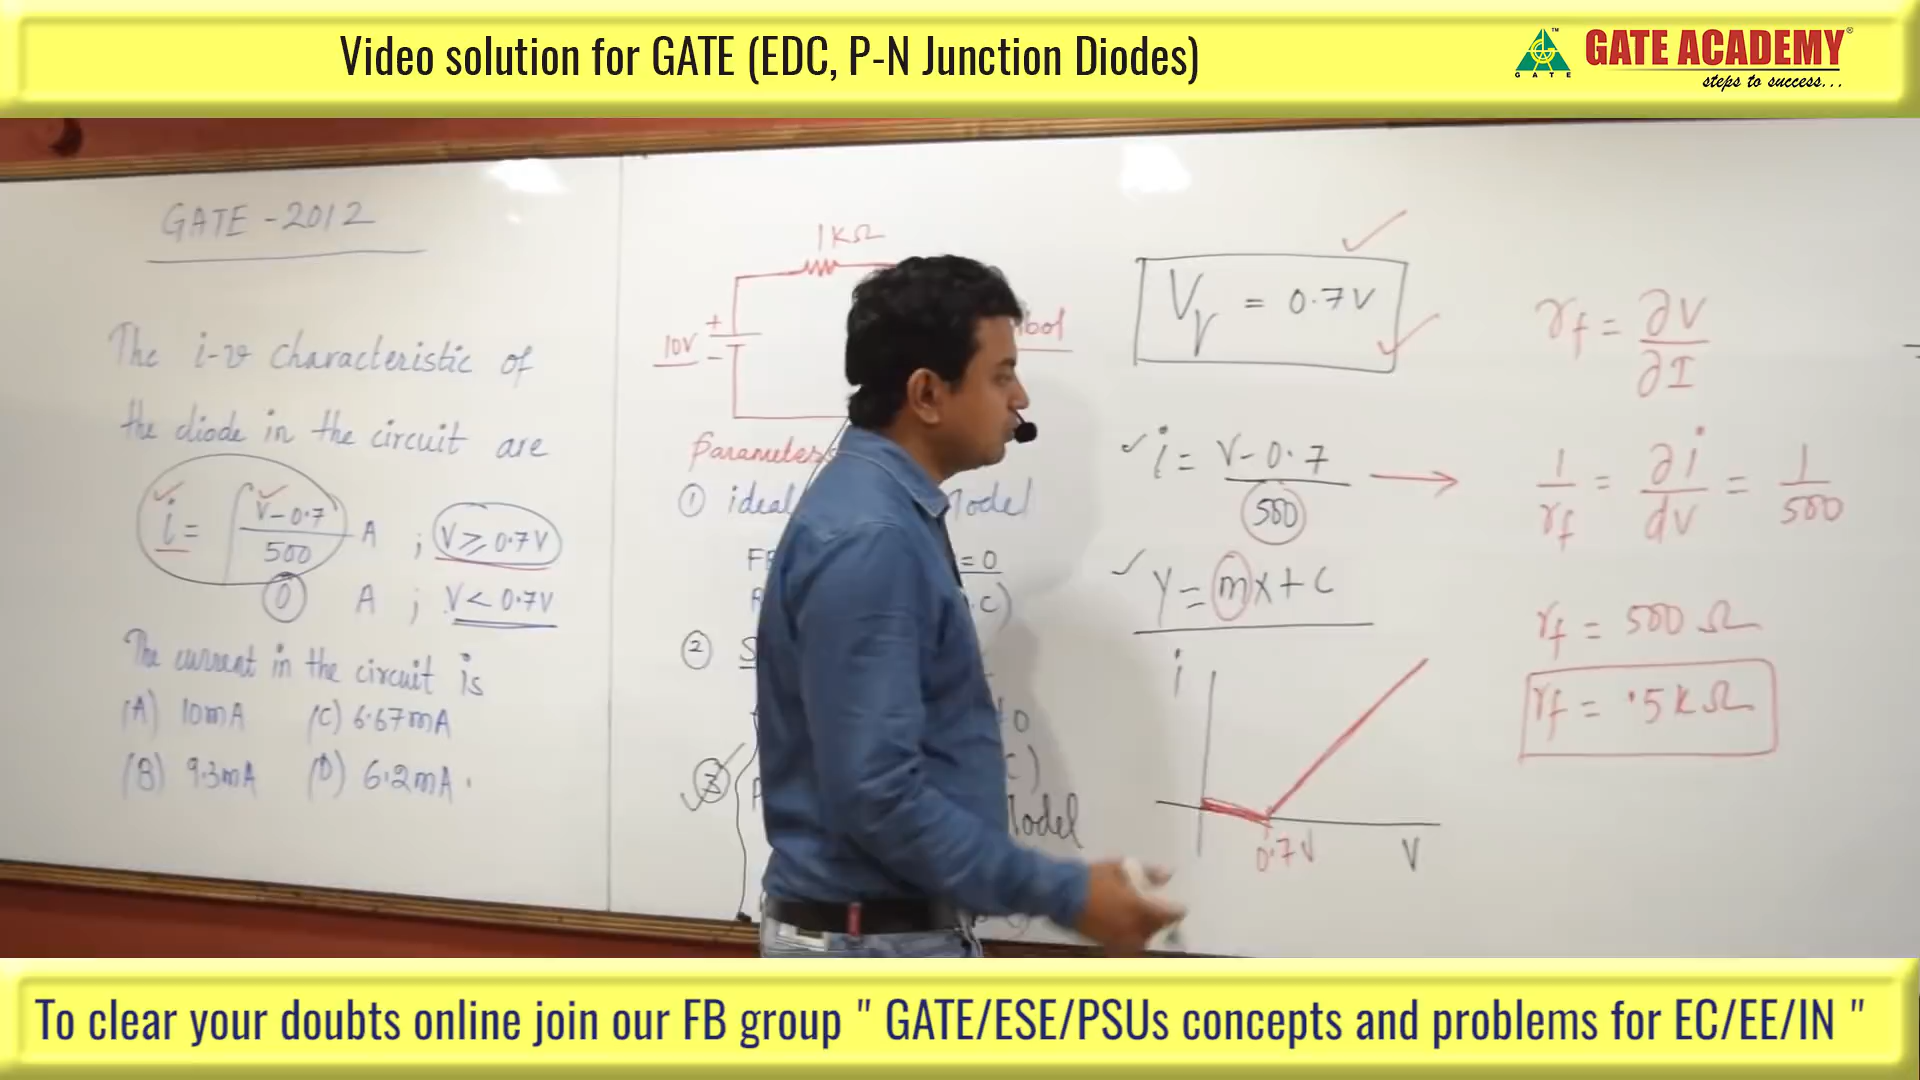 Video solution for GATE (EDC, P-N Junction Diodes)
GATE
GATE ACADEMY
steps to success...
GATE - 2012
The i-v characteristic of
the diode in the circuit are
i = V-0.7 / 500 A ; V ≥ 0.7V
0 A ; V < 0.7V
The current in the circuit is
(A) 10mA (C) 6.67mA
(B) 9.3mA (D) 6.2mA.
1KΩ
+
10V
-
bol
Parameters
① ideal Model
=0
C)
②
③
Model
Vγ = 0.7V
i = V-0.7 / 500
Y = mx + C
i
0.7V
V
rf = ∂V / ∂I
1 / rf = ∂i / dV = 1 / 500
rf = 500 Ω
rf = .5KΩ
To clear your doubts online join our FB group " GATE/ESE/PSUs concepts and problems for EC/EE/IN "